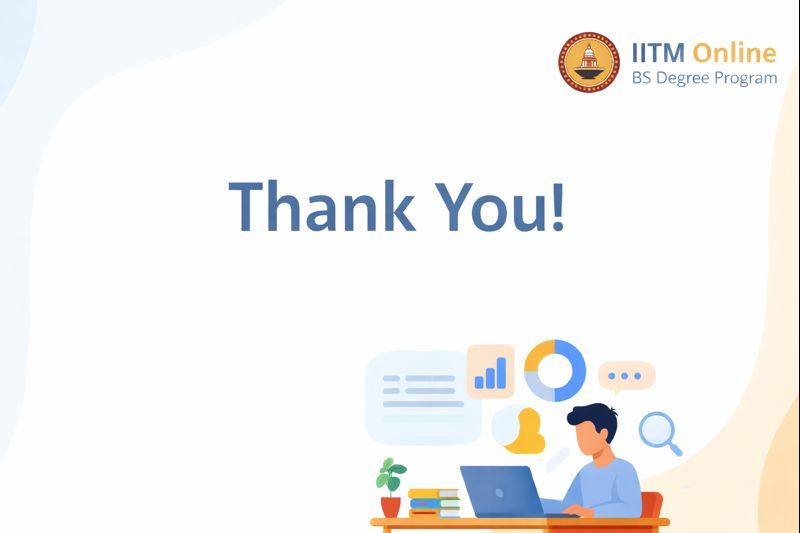 IITM Online
BS Degree Program
Thank You!